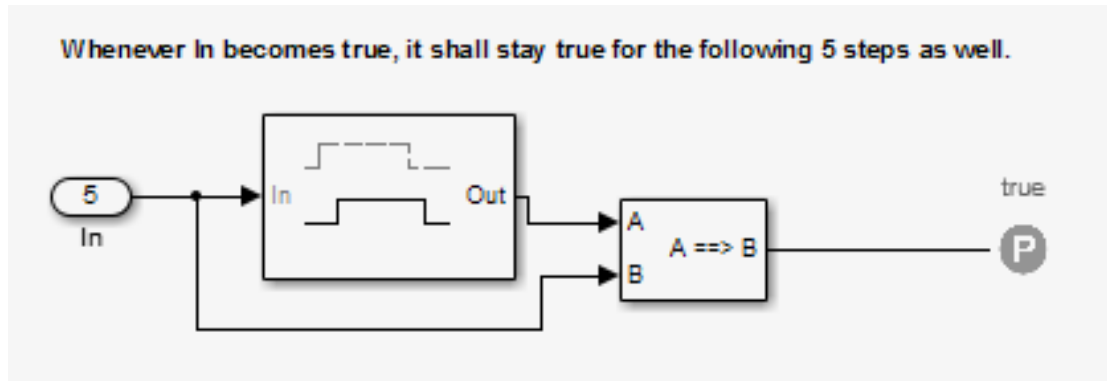 Whenever In becomes true, it shall stay true for the following 5 steps as well.
5
In
In
Out
A
B
A ==> B
true
P